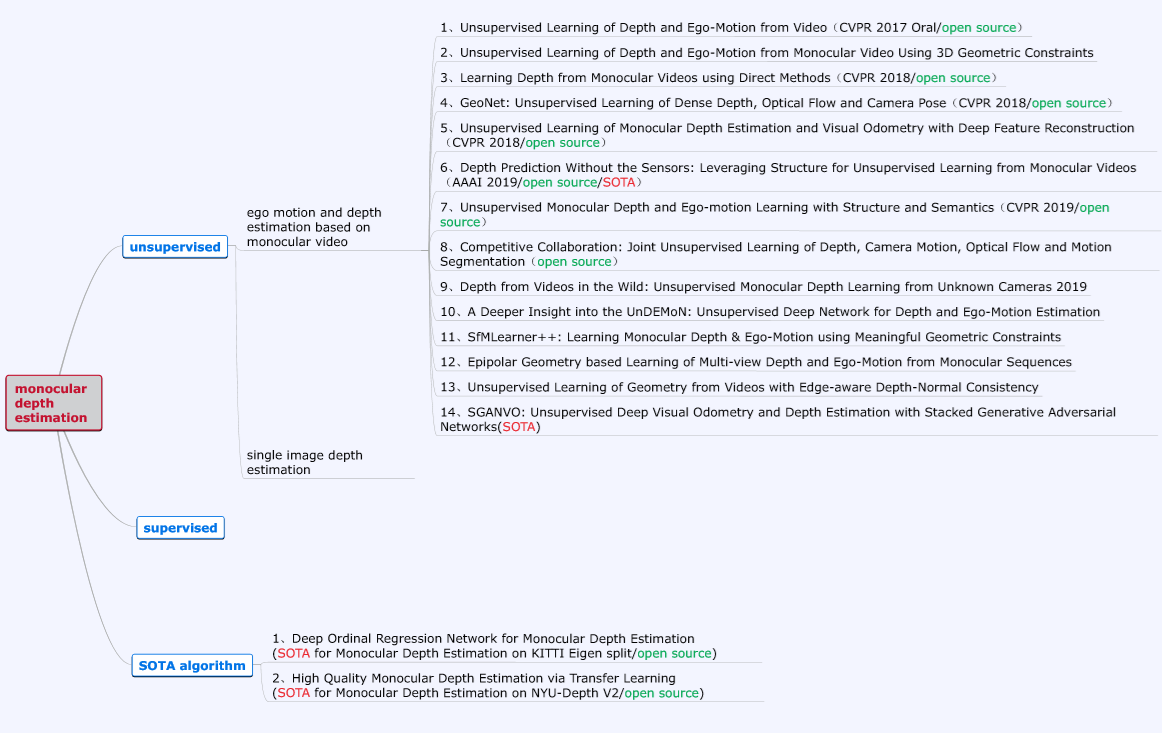 1、Unsupervised Learning of Depth and Ego-Motion from Video（CVPR 2017 Oral/open source）
2、Unsupervised Learning of Depth and Ego-Motion from Monocular Video Using 3D Geometric Constraints
3、Learning Depth from Monocular Videos using Direct Methods（CVPR 2018/open source）
4、GeoNet: Unsupervised Learning of Dense Depth, Optical Flow and Camera Pose（CVPR 2018/open source）
5、Unsupervised Learning of Monocular Depth Estimation and Visual Odometry with Deep Feature Reconstruction
（CVPR 2018/open source）
6、Depth Prediction Without the Sensors: Leveraging Structure for Unsupervised Learning from Monocular Videos
（AAAI 2019/open source/SOTA）
7、Unsupervised Monocular Depth and Ego-motion Learning with Structure and Semantics（CVPR 2019/open
source）
8、Competitive Collaboration: Joint Unsupervised Learning of Depth, Camera Motion, Optical Flow and Motion
Segmentation（open source）
9、Depth from Videos in the Wild: Unsupervised Monocular Depth Learning from Unknown Cameras 2019
10、A Deeper Insight into the UnDEMoN: Unsupervised Deep Network for Depth and Ego-Motion Estimation
11、SfMLearner++: Learning Monocular Depth & Ego-Motion using Meaningful Geometric Constraints
12、Epipolar Geometry based Learning of Multi-view Depth and Ego-Motion from Monocular Sequences
13、Unsupervised Learning of Geometry from Videos with Edge-aware Depth-Normal Consistency
14、SGANVO: Unsupervised Deep Visual Odometry and Depth Estimation with Stacked Generative Adversarial
Networks(SOTA)
ego motion and depth
estimation based on
monocular video
unsupervised
single image depth
estimation
monocular
depth
estimation
supervised
SOTA algorithm
1、Deep Ordinal Regression Network for Monocular Depth Estimation
(SOTA for Monocular Depth Estimation on KITTI Eigen split/open source)
2、High Quality Monocular Depth Estimation via Transfer Learning
(SOTA for Monocular Depth Estimation on NYU-Depth V2/open source)